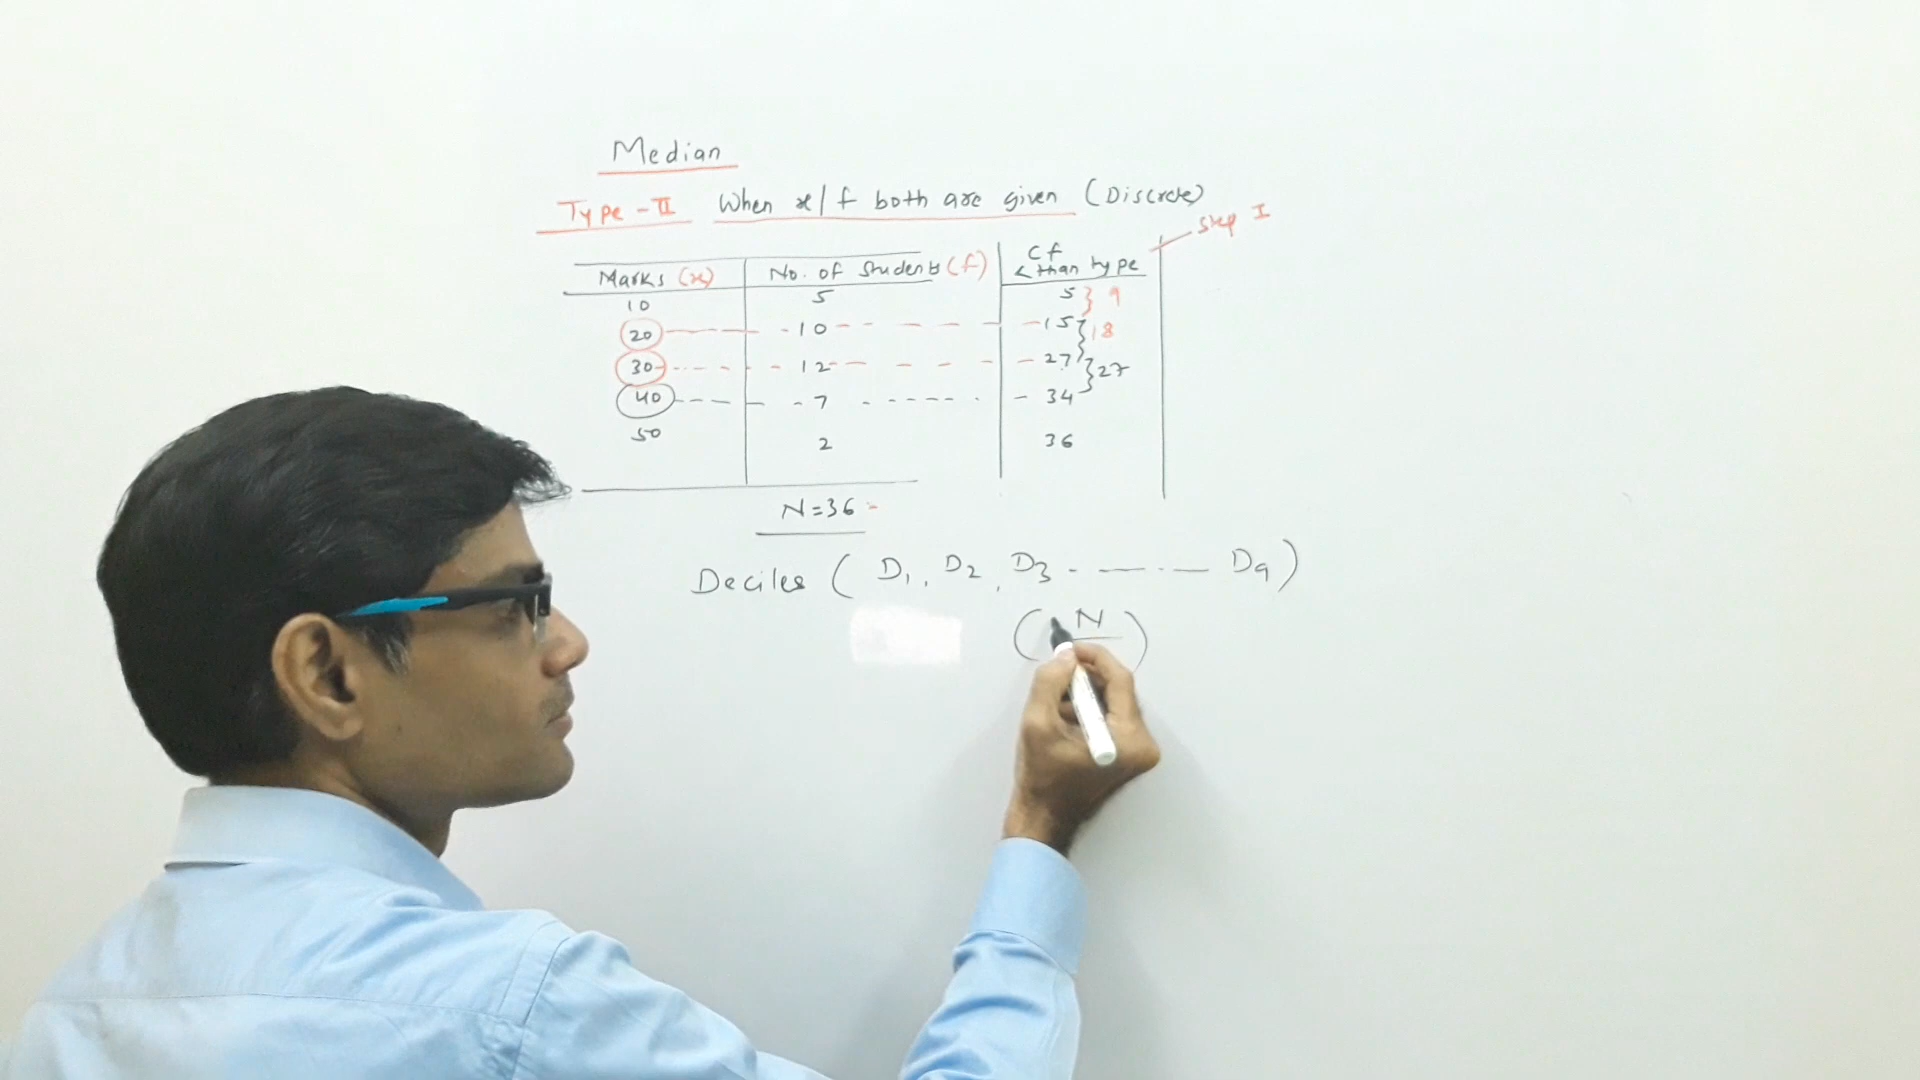 Median
Type-II When x/f both are given (Discrete)
Step I
Marks (x) No. of Students (f) Cf < than type
10 5 5 } 9
20 10 15 } 18
30 12 27 } 27
40 7 34
50 2 36
N=36
Deciles ( D1, D2, D3 ------ D9 )
( N )